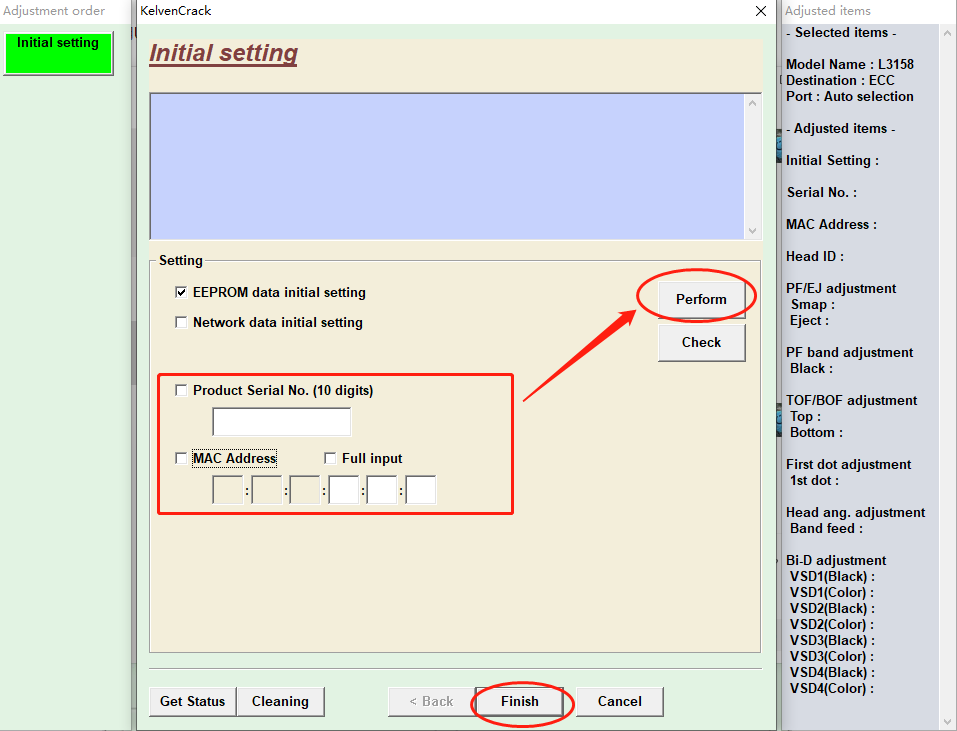 Adjustment order
Initial setting
KelvenCrack
Initial setting
Setting
EEPROM data initial setting
Network data initial setting
Perform
Check
Product Serial No. (10 digits)
MAC Address
Full input
: : : : :
Get Status
Cleaning
< Back
Finish
Cancel
Adjusted items
- Selected items -
Model Name : L3158
Destination : ECC
Port : Auto selection
- Adjusted items -
Initial Setting :
Serial No. :
MAC Address :
Head ID :
PF/EJ adjustment
Smap :
Eject :
PF band adjustment
Black :
TOF/BOF adjustment
Top :
Bottom :
First dot adjustment
1st dot :
Head ang. adjustment
Band feed :
Bi-D adjustment
VSD1(Black) :
VSD1(Color) :
VSD2(Black) :
VSD2(Color) :
VSD3(Black) :
VSD3(Color) :
VSD4(Black) :
VSD4(Color) :